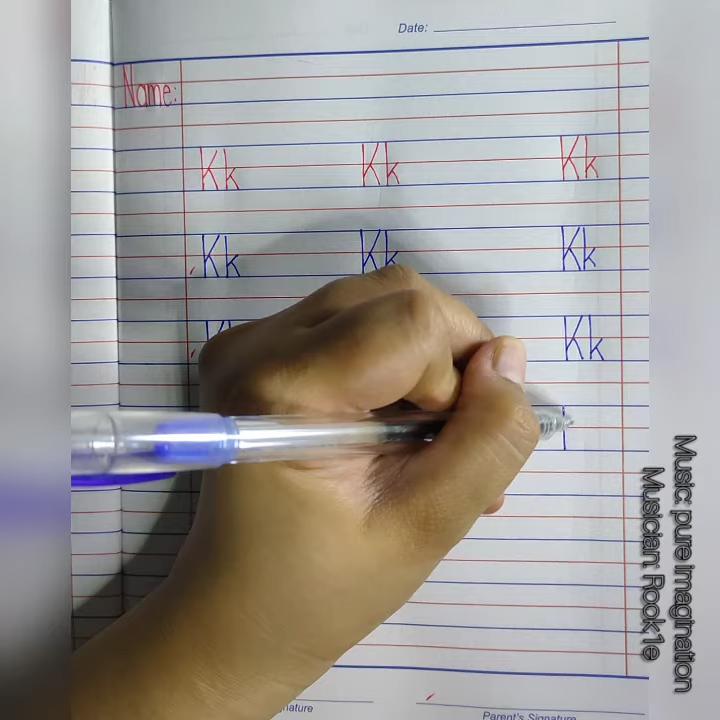 Date:
Name:
Kk Kk Kk
Kk Kk Kk
Kk
Parent's Signature
Music: pure imagination
Musician: Rook1e